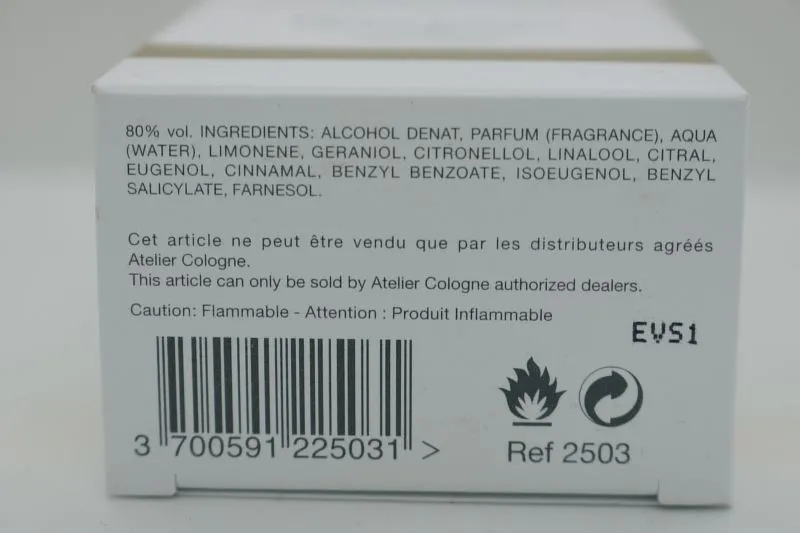 80% vol. INGREDIENTS: ALCOHOL DENAT, PARFUM (FRAGRANCE), AQUA
(WATER), LIMONENE, GERANIOL, CITRONELLOL, LINALOOL, CITRAL,
EUGENOL, CINNAMAL, BENZYL BENZOATE, ISOEUGENOL, BENZYL
SALICYLATE, FARNESOL.
Cet article ne peut être vendu que par les distributeurs agréés
Atelier Cologne.
This article can only be sold by Atelier Cologne authorized dealers.
Caution: Flammable - Attention : Produit Inflammable
EVS1
3 700591 225031 >
Ref 2503